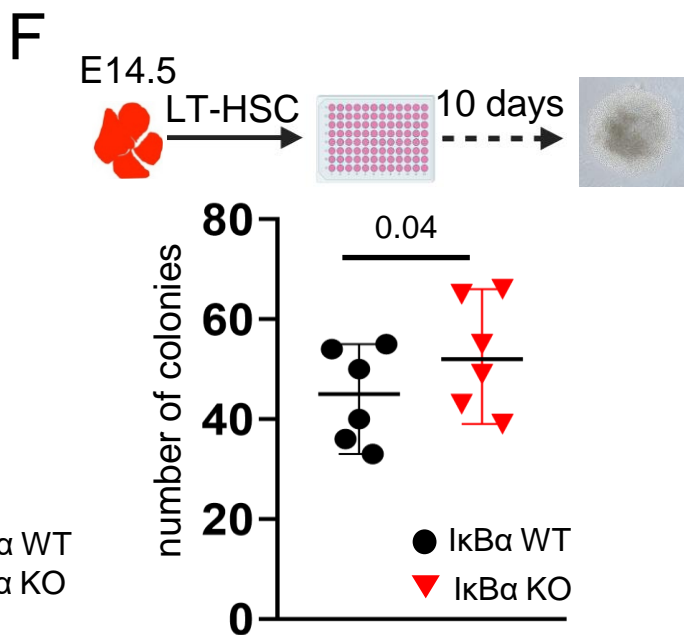 F
E14.5
LT-HSC
10 days
80
0.04
number of colonies
60
40
20
0
α WT
α KO
IκBα WT
IκBα KO